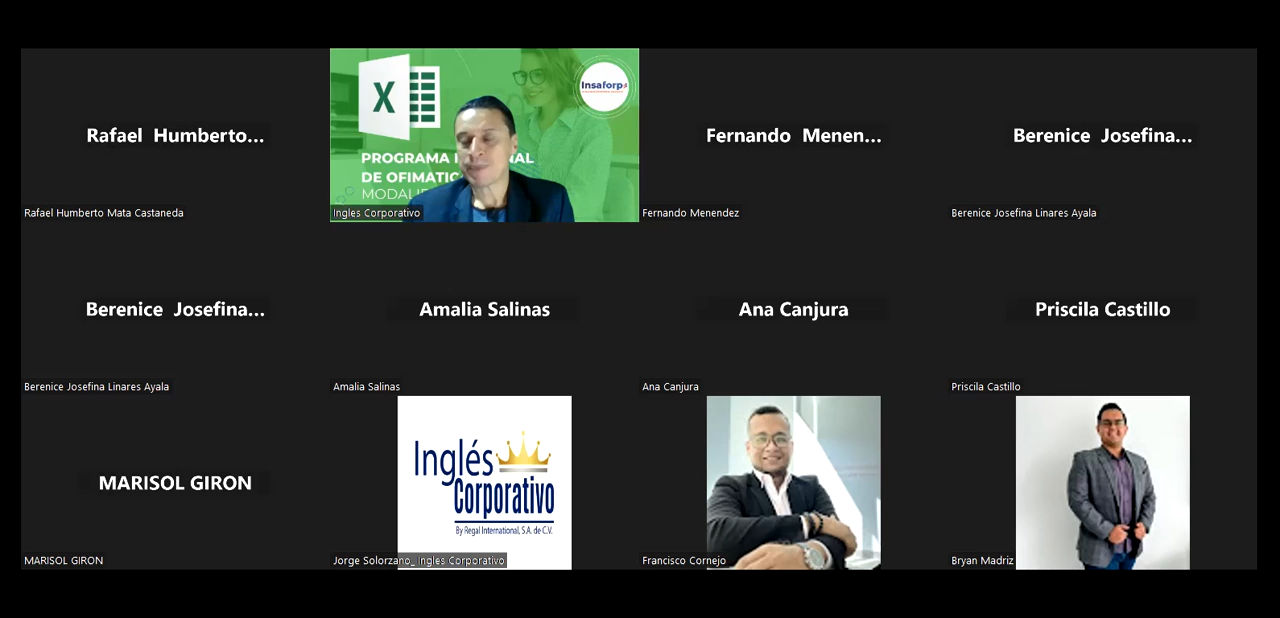 Rafael Humberto...
Rafael Humberto Mata Castaneda
X
Insaforp
PROGRAMA
NAL
DE OFIMATIC
MODALI
Ingles Corporativo
Fernando Menen...
Fernando Menendez
Berenice Josefina...
Berenice Josefina Linares Ayala
Berenice Josefina...
Berenice Josefina Linares Ayala
Amalia Salinas
Amalia Salinas
Ana Canjura
Ana Canjura
Priscila Castillo
Priscila Castillo
MARISOL GIRON
MARISOL GIRON
Inglés
Corporativo
By Regal International, S.A. de C.V.
Jorge Solorzano_ Ingles Corporativo
Francisco Cornejo
Bryan Madriz